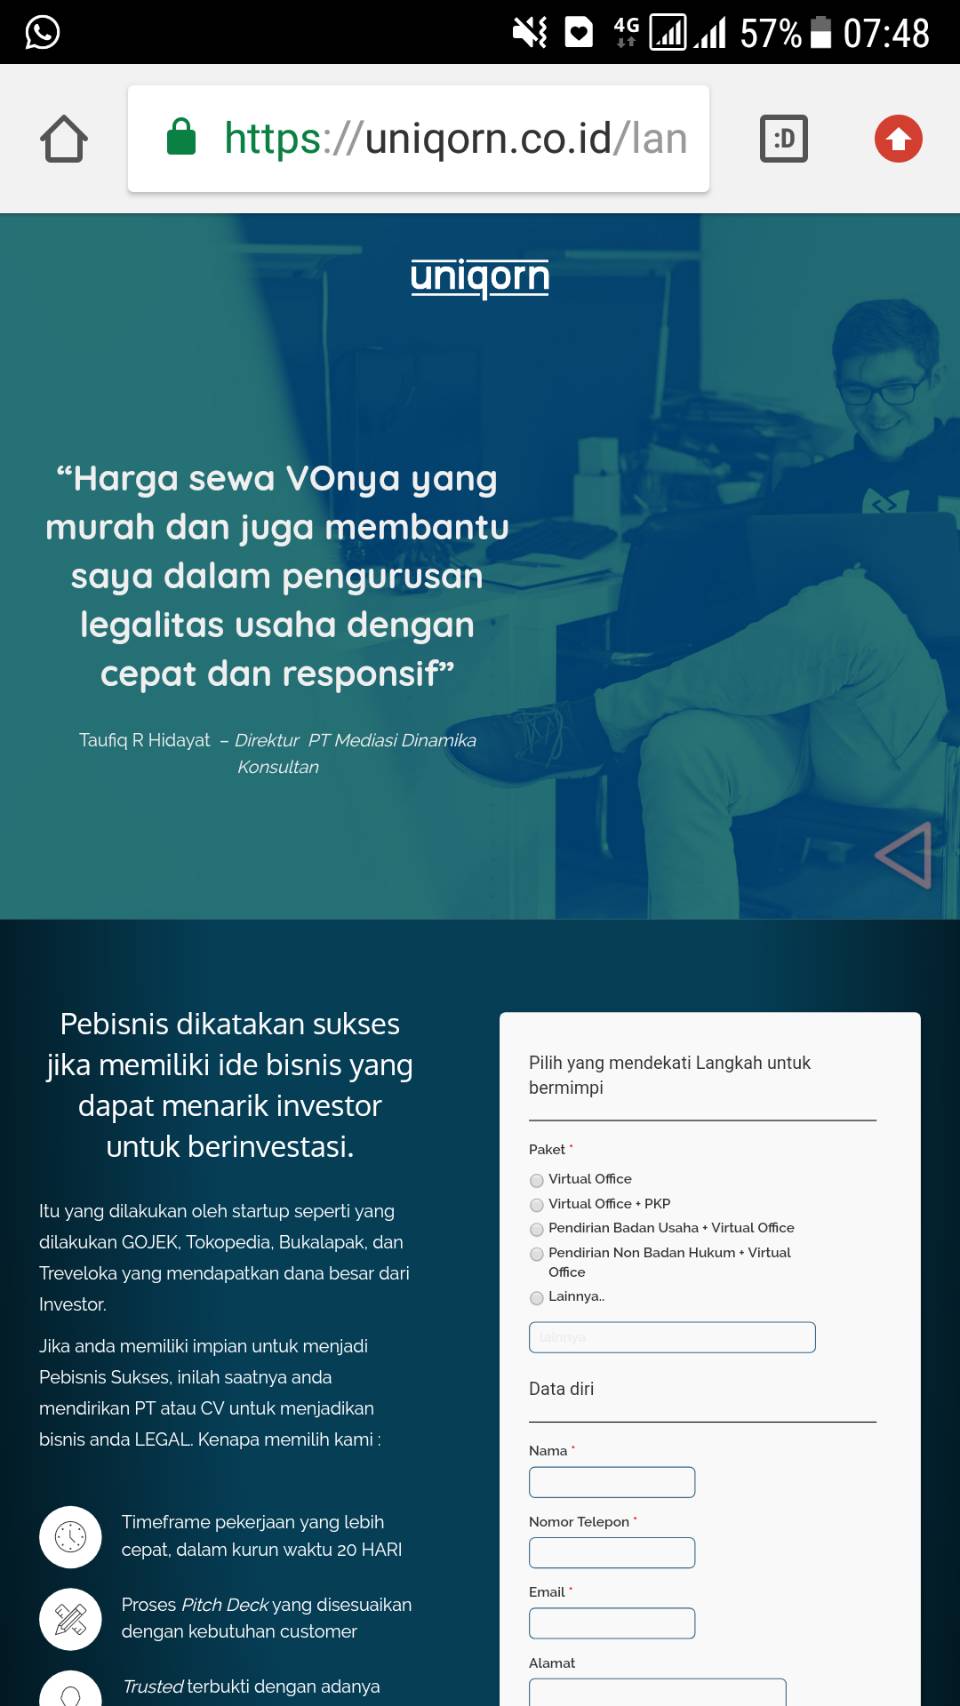 4G
57%
07:48
https://uniqorn.co.id/lan
:D
uniqorn
“Harga sewa VOnya yang
murah dan juga membantu
saya dalam pengurusan
legalitas usaha dengan
cepat dan responsif”
Taufiq R Hidayat – Direktur PT Mediasi Dinamika
Konsultan
Pebisnis dikatakan sukses
jika memiliki ide bisnis yang
dapat menarik investor
untuk berinvestasi.
Itu yang dilakukan oleh startup seperti yang
dilakukan GOJEK, Tokopedia, Bukalapak, dan
Treveloka yang mendapatkan dana besar dari
Investor.
Jika anda memiliki impian untuk menjadi
Pebisnis Sukses, inilah saatnya anda
mendirikan PT atau CV untuk menjadikan
bisnis anda LEGAL. Kenapa memilih kami :
Timeframe pekerjaan yang lebih
cepat, dalam kurun waktu 20 HARI
Proses Pitch Deck yang disesuaikan
dengan kebutuhan customer
Trusted terbukti dengan adanya
Pilih yang mendekati Langkah untuk
bermimpi
Paket *
Virtual Office
Virtual Office + PKP
Pendirian Badan Usaha + Virtual Office
Pendirian Non Badan Hukum + Virtual
Office
Lainnya..
lainnya
Data diri
Nama *
Nomor Telepon *
Email *
Alamat